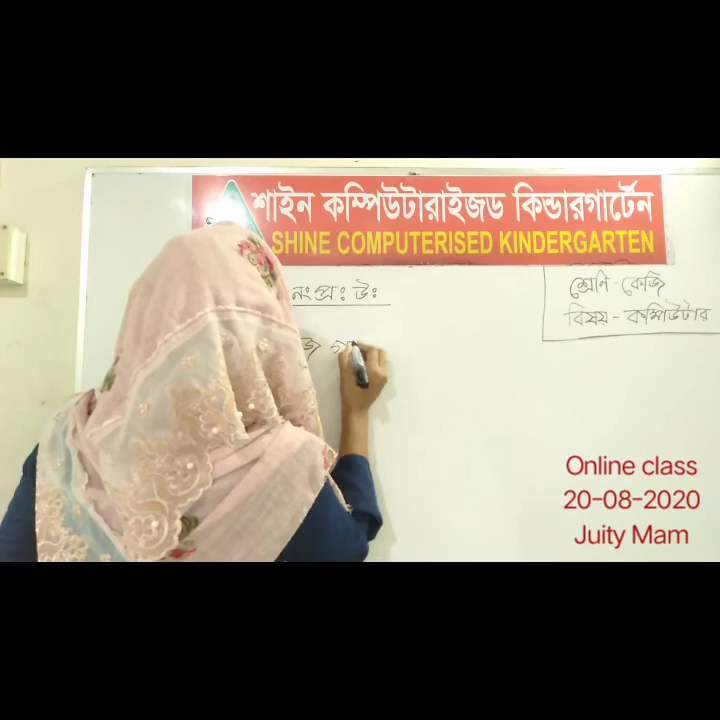 শাইন কম্পিউটারাইজড কিন্ডারগার্টেন
SHINE COMPUTERISED KINDERGARTEN
শ্রেনি - কেজি
বিষয় - কম্পিউটার
নং প্র: উ:
Online class
20-08-2020
Juity Mam